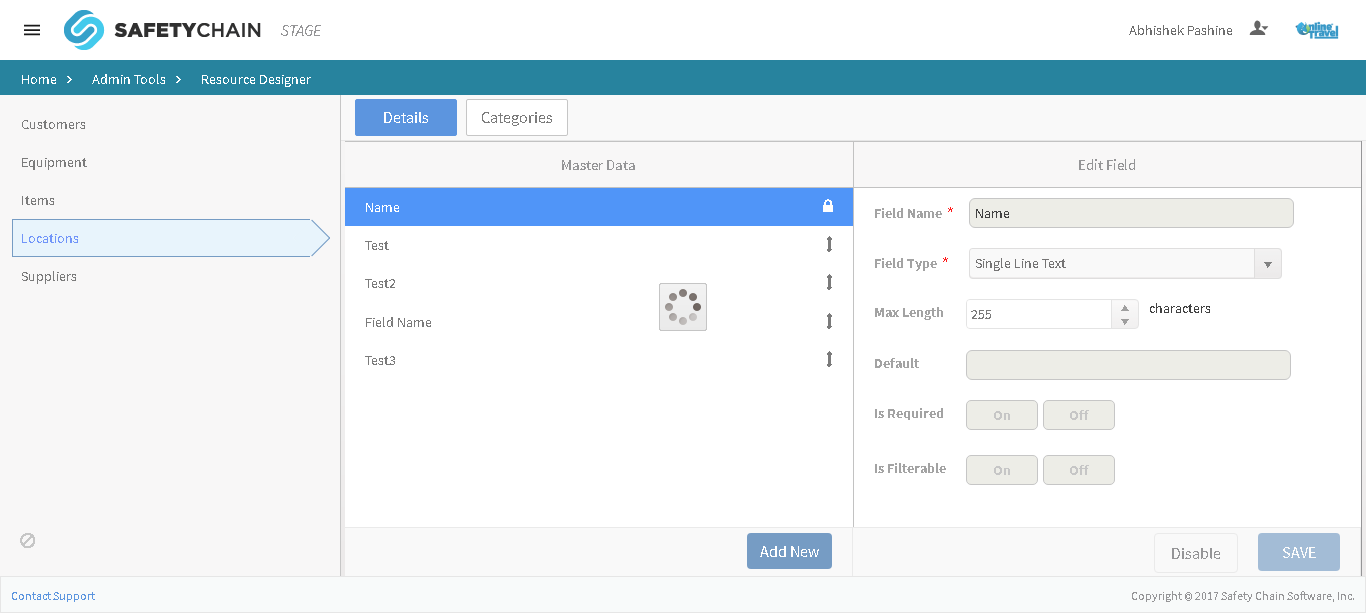 SAFETYCHAIN STAGE
Abhishek Pashine
Online Travel
Home > Admin Tools > Resource Designer
Customers
Equipment
Items
Locations
Suppliers
Details Categories
Master Data
Name
Test
Test2
Field Name
Test3
Add New
Edit Field
Field Name * Name
Field Type * Single Line Text
Max Length 255 characters
Default
Is Required On Off
Is Filterable On Off
Disable SAVE
Contact Support
Copyright © 2017 Safety Chain Software, Inc.